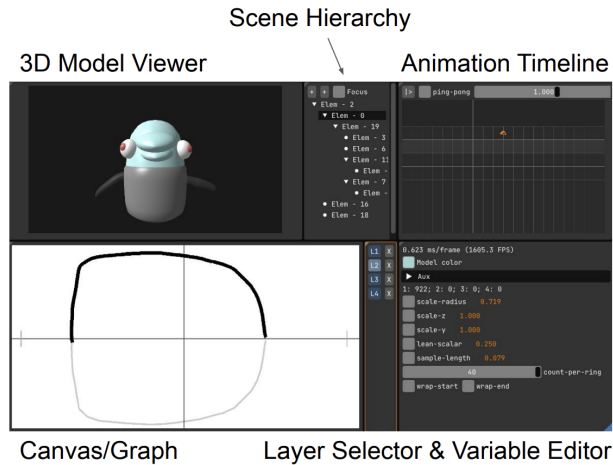 Scene Hierarchy
3D Model Viewer
Animation Timeline
+ + Focus
▼ Elem - 2
▼ Elem - 0
▼ Elem - 19
• Elem - 3
• Elem - 6
▼ Elem - 11
• Elem -
▼ Elem - 7
• Elem -
• Elem - 16
• Elem - 18
|> ping-pong 1.000
L1 X
L2 X
L3 X
L4 X
0.623 ms/frame (1605.3 FPS)
Model color
▶ Aux
1: 922; 2: 0; 3: 0; 4: 0
scale-radius 0.719
scale-z 1.000
scale-y 1.000
lean-scalar 0.250
sample-length 0.079
40 count-per-ring
wrap-start wrap-end
Canvas/Graph
Layer Selector & Variable Editor